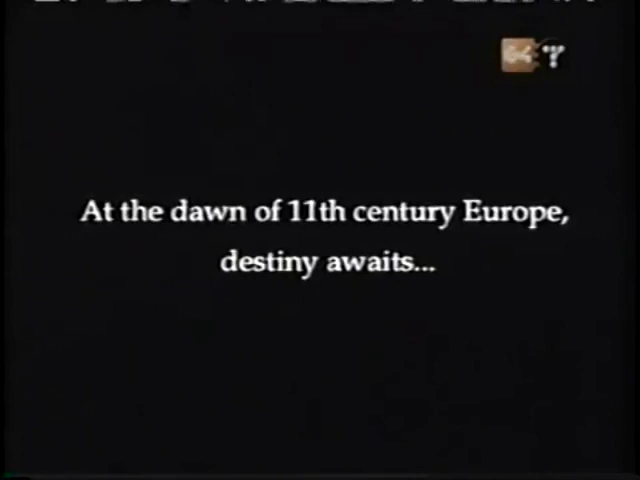 At the dawn of 11th century Europe,
destiny awaits...